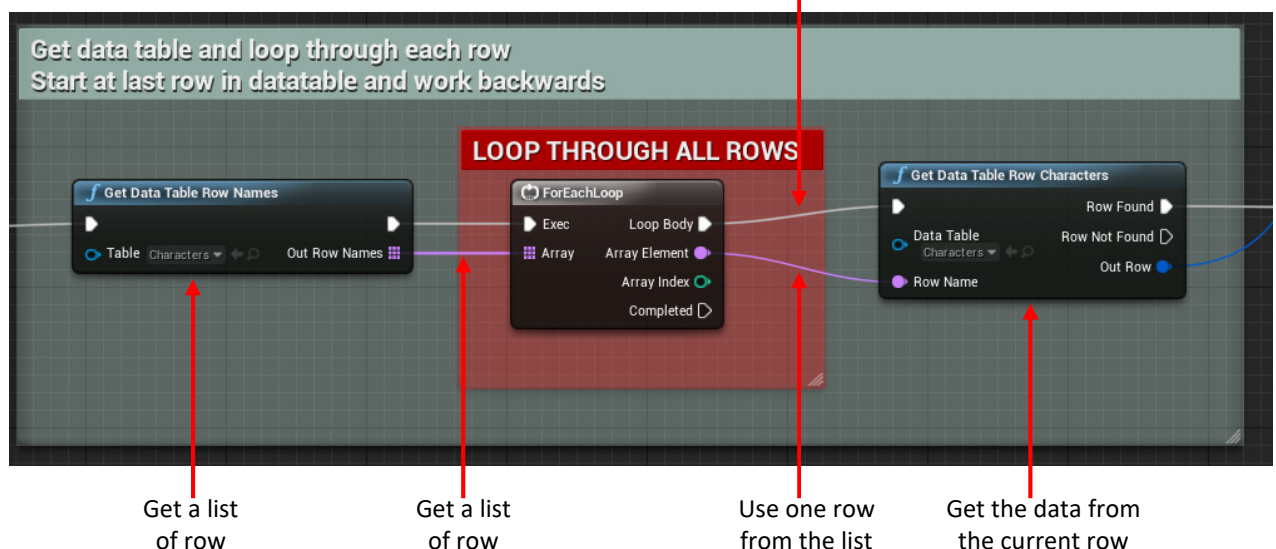 Get data table and loop through each row
Start at last row in datatable and work backwards
LOOP THROUGH ALL ROWS
f Get Data Table Row Names
Table Characters Out Row Names
ForEachLoop
Exec Loop Body
Array Array Element
Array Index
Completed
f Get Data Table Row Characters
Row Found
Data Table Row Not Found
Characters
Out Row
Row Name
Get a list
of row
Get a list
of row
Use one row
from the list
Get the data from
the current row